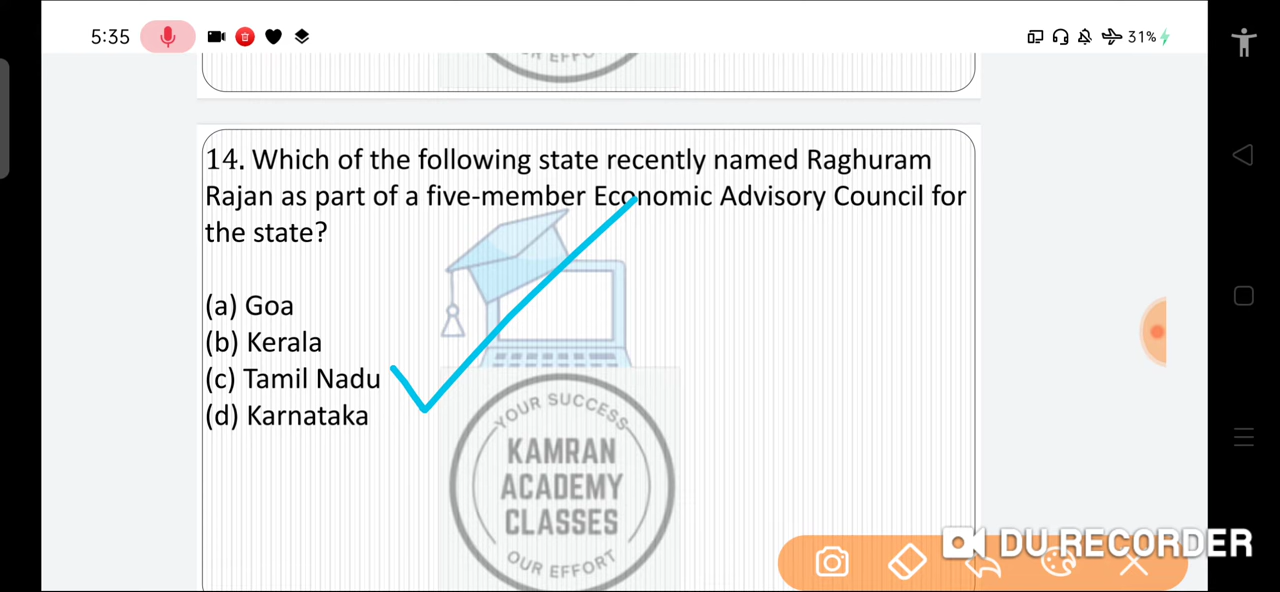 5:35
31%
R EFFO
14. Which of the following state recently named Raghuram
Rajan as part of a five-member Economic Advisory Council for
the state?
(a) Goa
(b) Kerala
(c) Tamil Nadu
(d) Karnataka
YOUR SUCCESS
KAMRAN
ACADEMY
CLASSES
OUR EFFORT
DU RECORDER